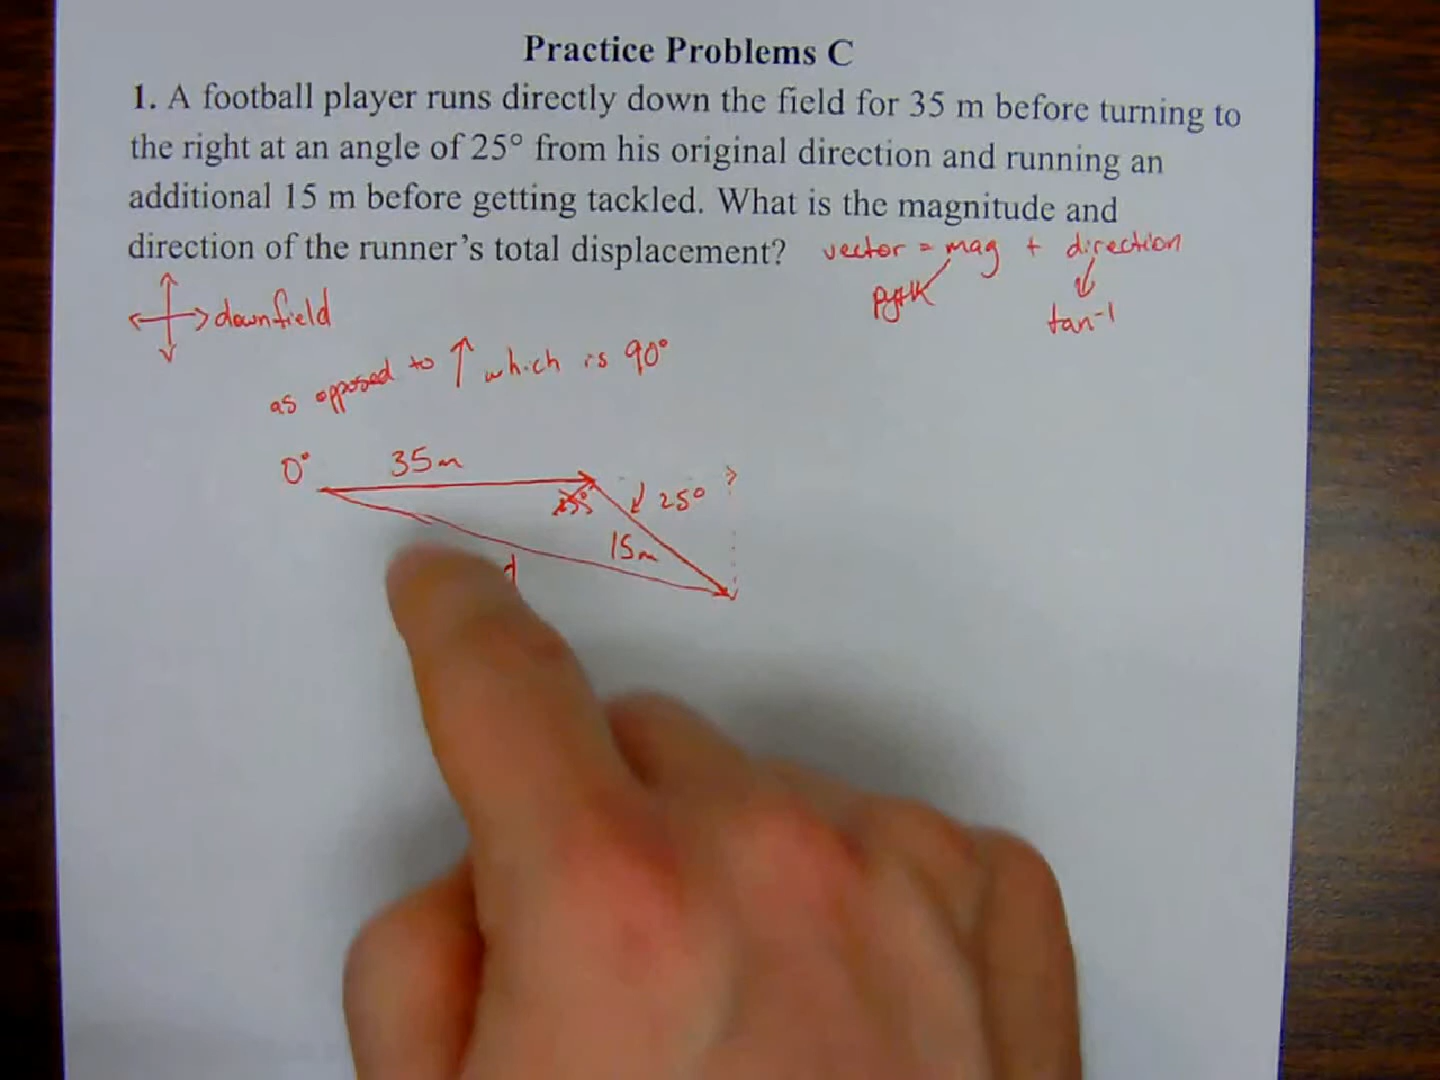 Practice Problems C
1. A football player runs directly down the field for 35 m before turning to
the right at an angle of 25° from his original direction and running an
additional 15 m before getting tackled. What is the magnitude and
direction of the runner's total displacement? vector = mag + direction
pyth
tan-1
downfield
as opposed to ↑ which is 90°
0° 35m
25° ?
15m
d